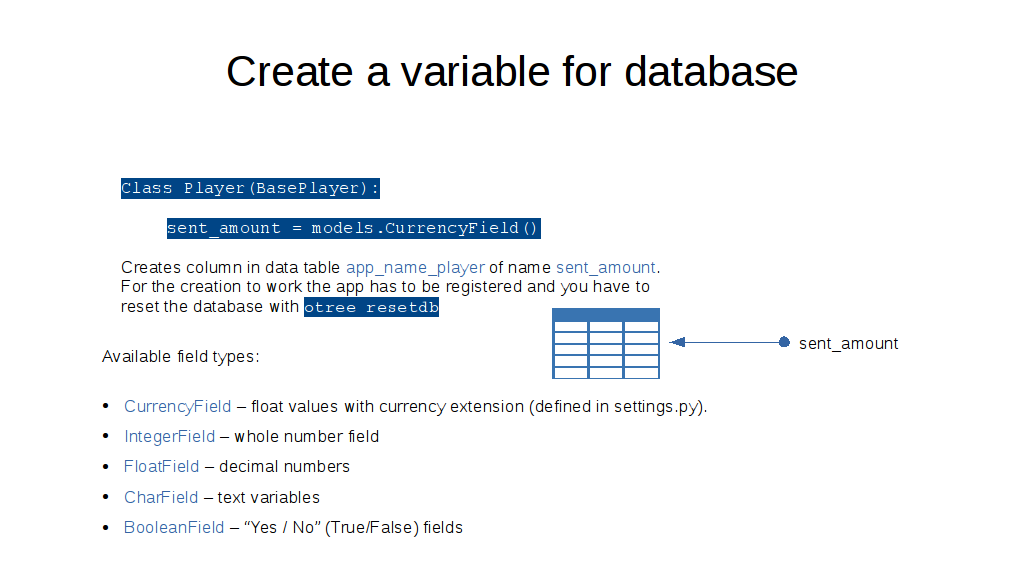 Create a variable for database
Class Player(BasePlayer):
sent_amount = models.CurrencyField()
Creates column in data table app_name_player of name sent_amount.
For the creation to work the app has to be registered and you have to
reset the database with otree resetdb
sent_amount
Available field types:
• CurrencyField – float values with currency extension (defined in settings.py).
• IntegerField – whole number field
• FloatField – decimal numbers
• CharField – text variables
• BooleanField – “Yes / No” (True/False) fields